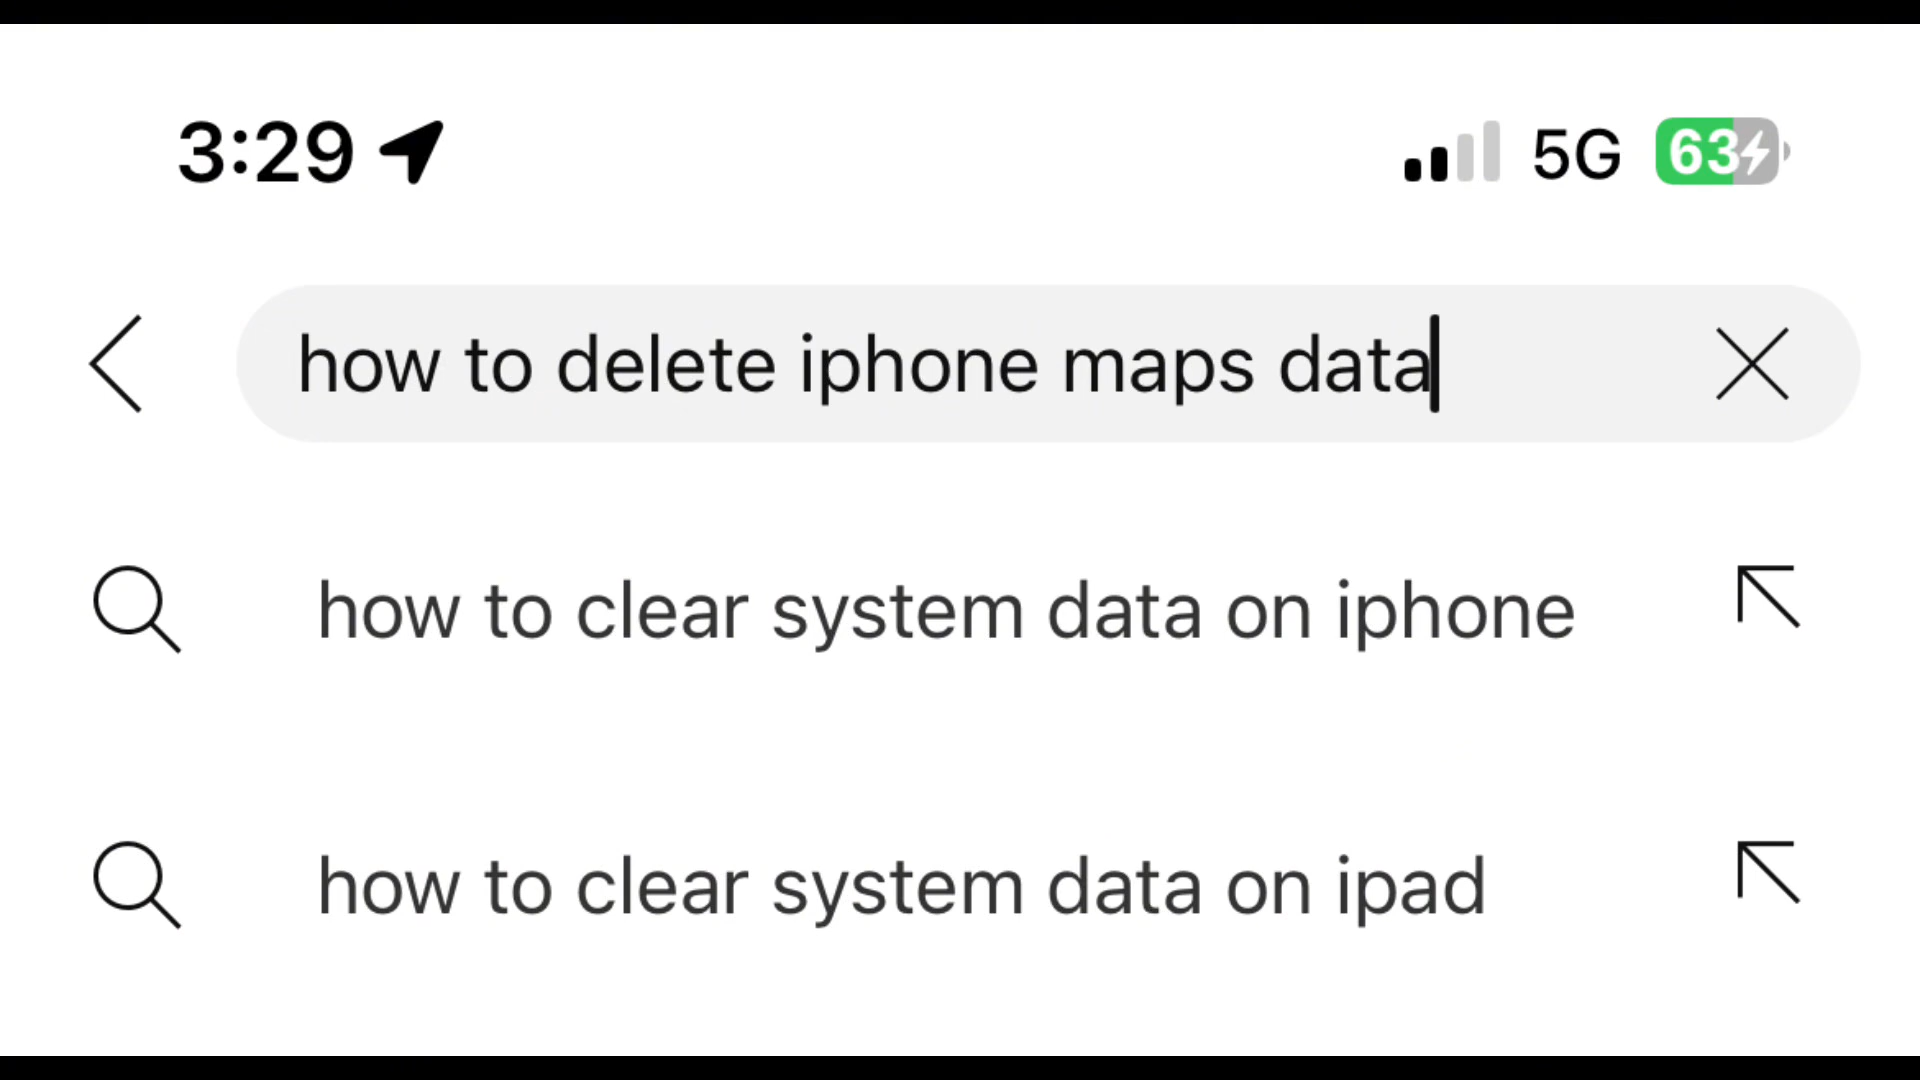 3:29 5G 63
how to delete iphone maps data
how to clear system data on iphone
how to clear system data on ipad